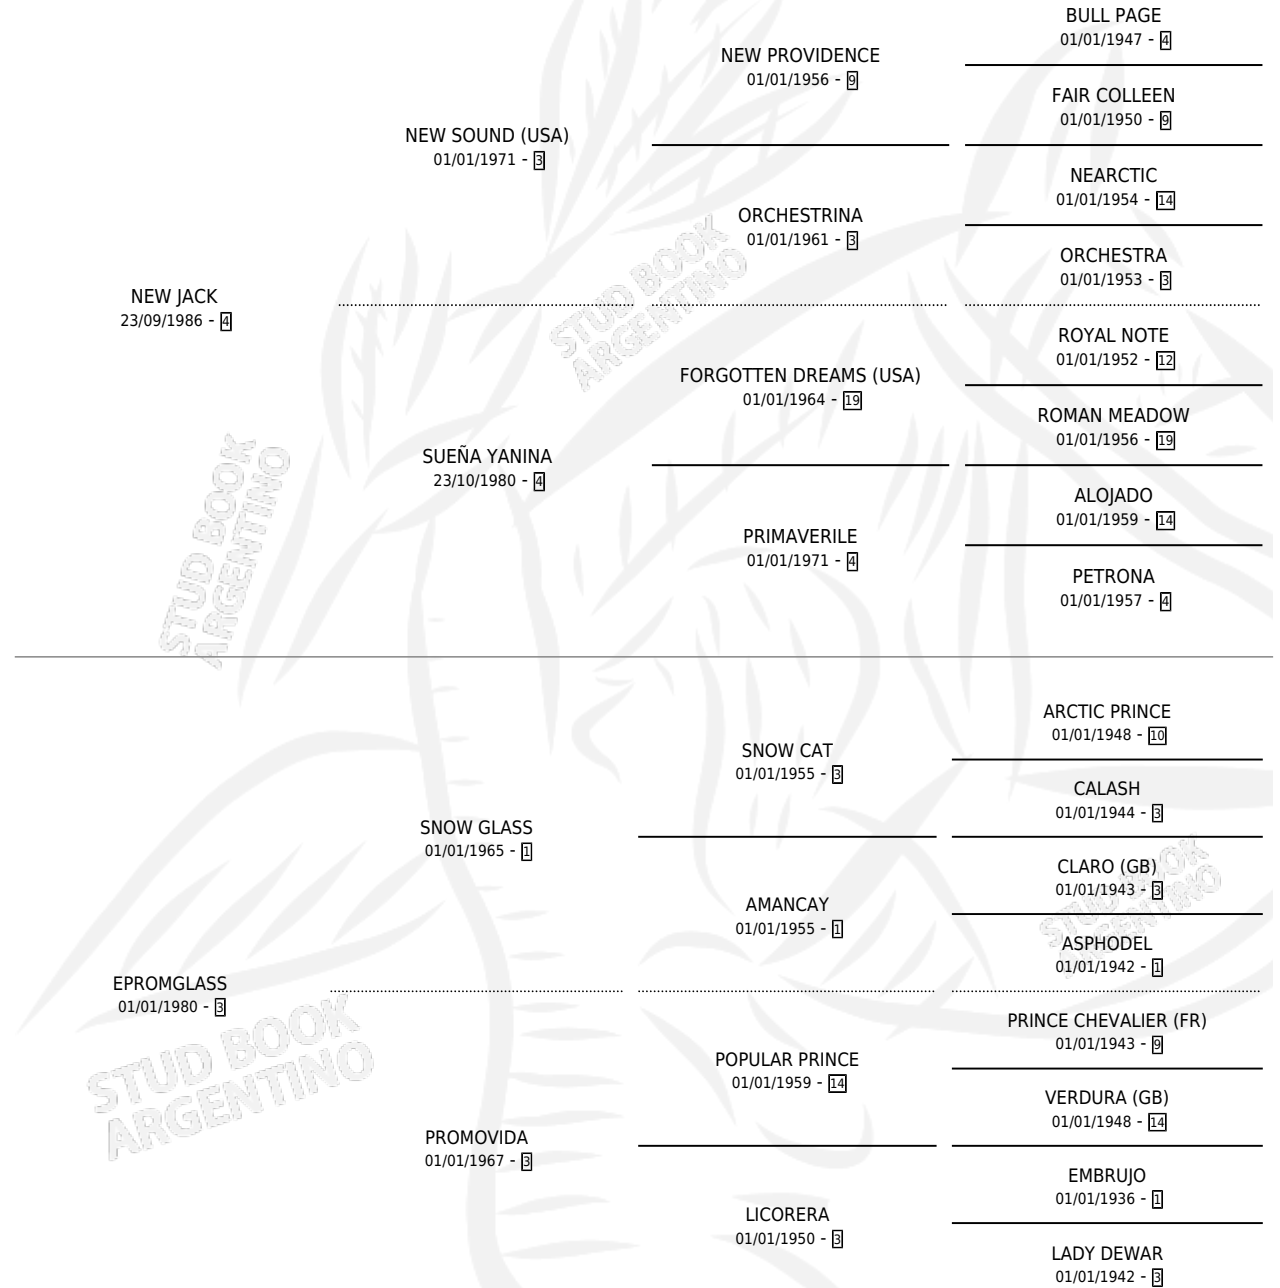 BULL PAGE
01/01/1947 - 4
NEW PROVIDENCE
01/01/1956 - 9
FAIR COLLEEN
01/01/1950 - 9
NEW SOUND (USA)
01/01/1971 - 3
NEARCTIC
01/01/1954 - 14
ORCHESTRINA
01/01/1961 - 3
ORCHESTRA
01/01/1953 - 3
NEW JACK
23/09/1986 - 4
STUD BOOK
ARGENTINO
ROYAL NOTE
01/01/1952 - 12
FORGOTTEN DREAMS (USA)
01/01/1964 - 19
ROMAN MEADOW
01/01/1956 - 19
SUEÑA YANINA
23/10/1980 - 4
ALOJADO
01/01/1959 - 14
PRIMAVERILE
01/01/1971 - 4
PETRONA
01/01/1957 - 4
STUD BOOK
ARGENTINO
ARCTIC PRINCE
01/01/1948 - 10
SNOW CAT
01/01/1955 - 3
CALASH
01/01/1944 - 3
SNOW GLASS
01/01/1965 - 1
CLARO (GB)
01/01/1943 - 3
AMANCAY
01/01/1955 - 1
ASPHODEL
01/01/1942 - 1
STUD BOOK
ARGENTINO
EPROMGLASS
01/01/1980 - 3
PRINCE CHEVALIER (FR)
01/01/1943 - 9
POPULAR PRINCE
01/01/1959 - 14
VERDURA (GB)
01/01/1948 - 14
STUD BOOK
ARGENTINO
PROMOVIDA
01/01/1967 - 3
EMBRUJO
01/01/1936 - 1
LICORERA
01/01/1950 - 3
LADY DEWAR
01/01/1942 - 3